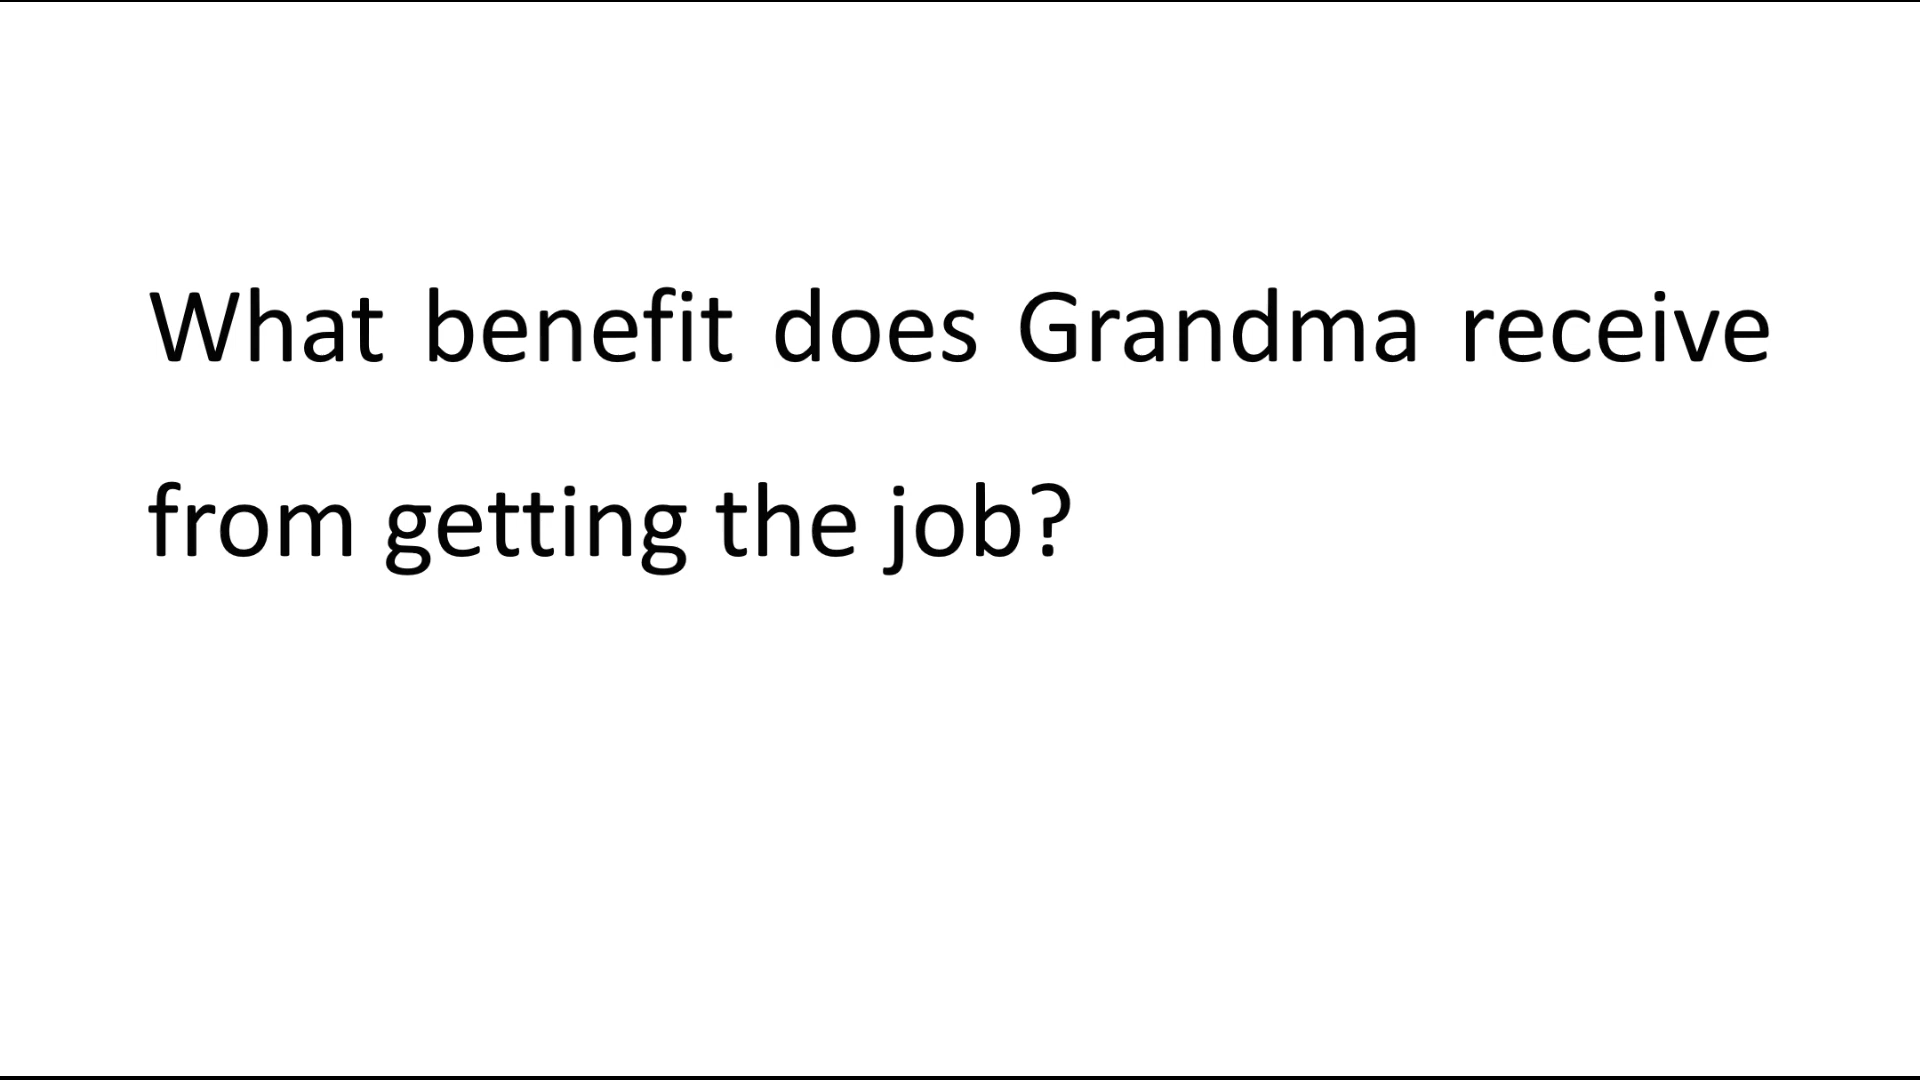 What benefit does Grandma receive
from getting the job?